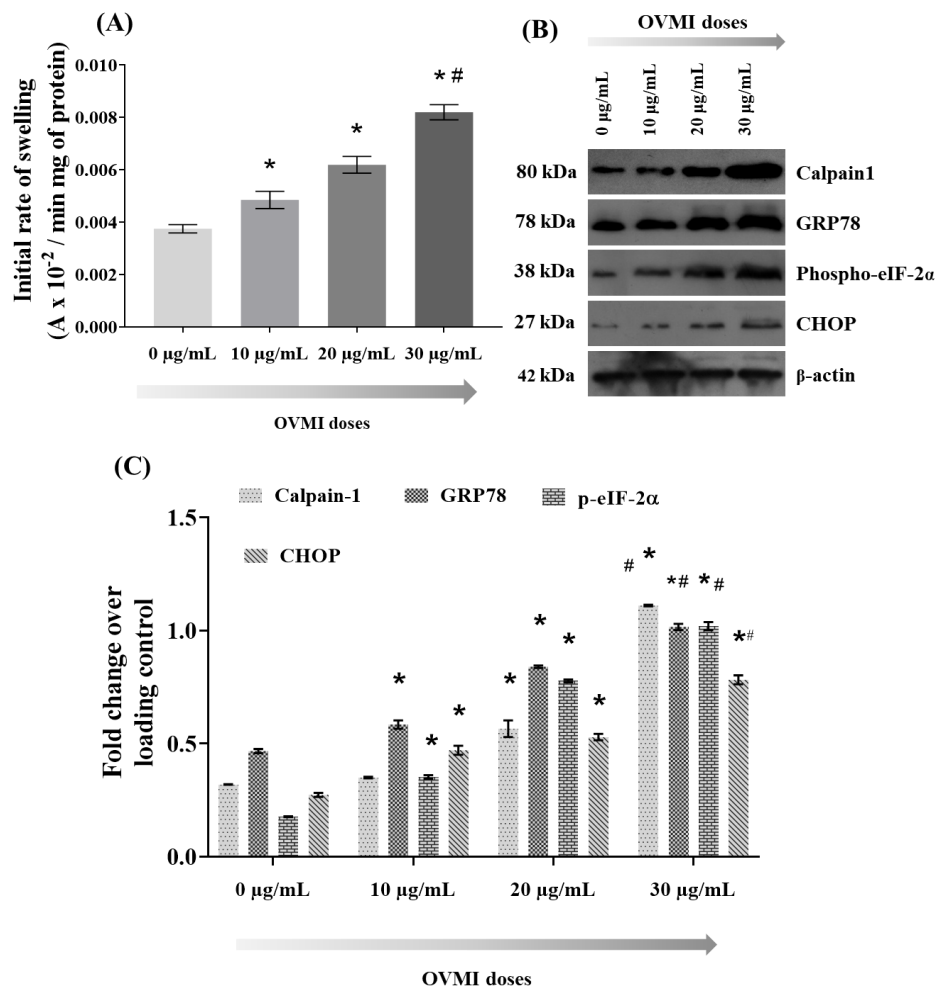 (A)
Initial rate of swelling
(A x 10⁻² / min mg of protein)
0.010
0.008
0.006
0.004
0.002
0.000
*
*
* #
0 µg/mL 10 µg/mL 20 µg/mL 30 µg/mL
OVMI doses
(B)
OVMI doses
0 µg/mL
10 µg/mL
20 µg/mL
30 µg/mL
80 kDa Calpain1
78 kDa GRP78
38 kDa Phospho-eIF-2α
27 kDa CHOP
42 kDa β-actin
(C)
Calpain-1 GRP78 p-eIF-2α
CHOP
Fold change over
loading control
1.5
1.0
0.5
0.0
* * *
* * * *
# * *# *# *#
0 µg/mL 10 µg/mL 20 µg/mL 30 µg/mL
OVMI doses